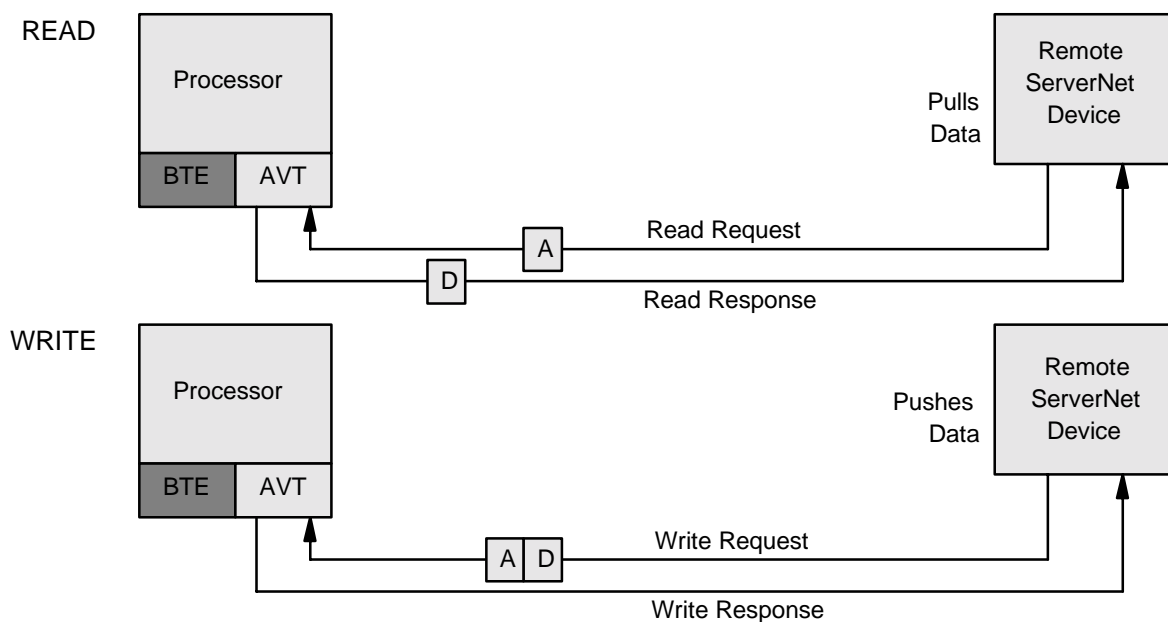 READ
Processor
BTE
AVT
Pulls
Data
Remote
ServerNet
Device
A
Read Request
D
Read Response
WRITE
Processor
BTE
AVT
Pushes
Data
Remote
ServerNet
Device
A D
Write Request
Write Response